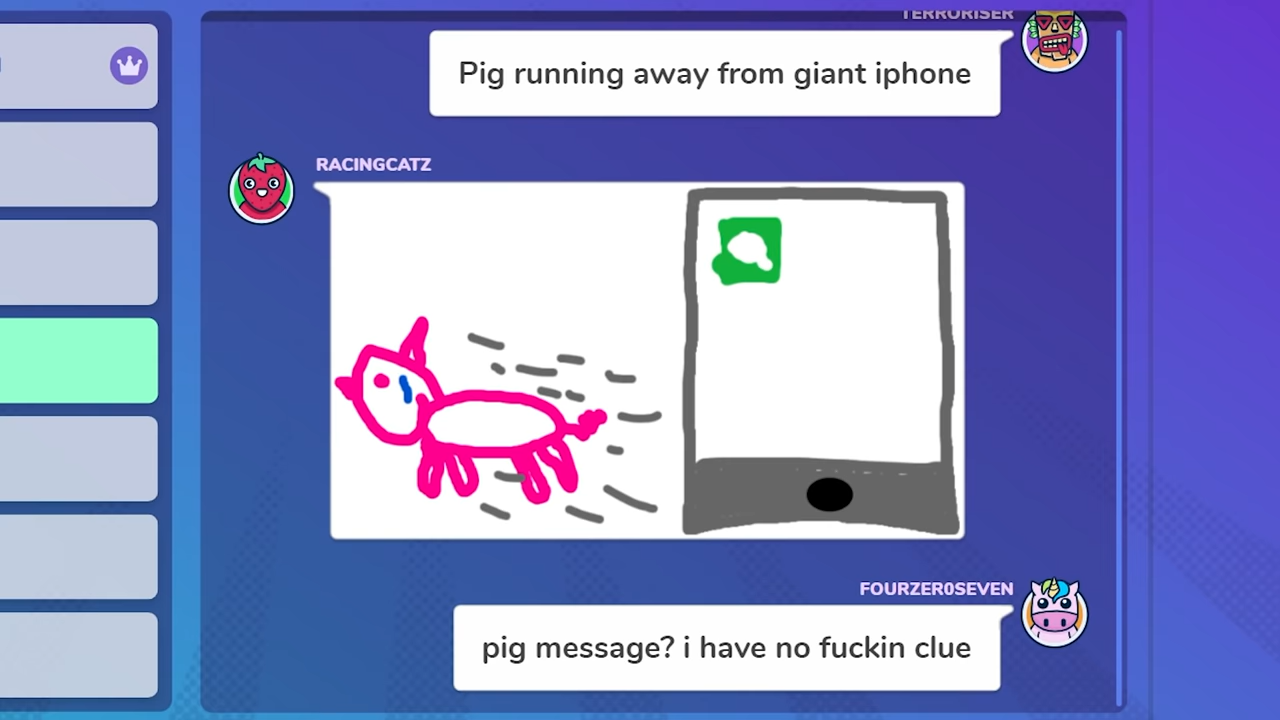 TERRORISER
Pig running away from giant iphone
RACINGCATZ
FOURZER0SEVEN
pig message? i have no fuckin clue